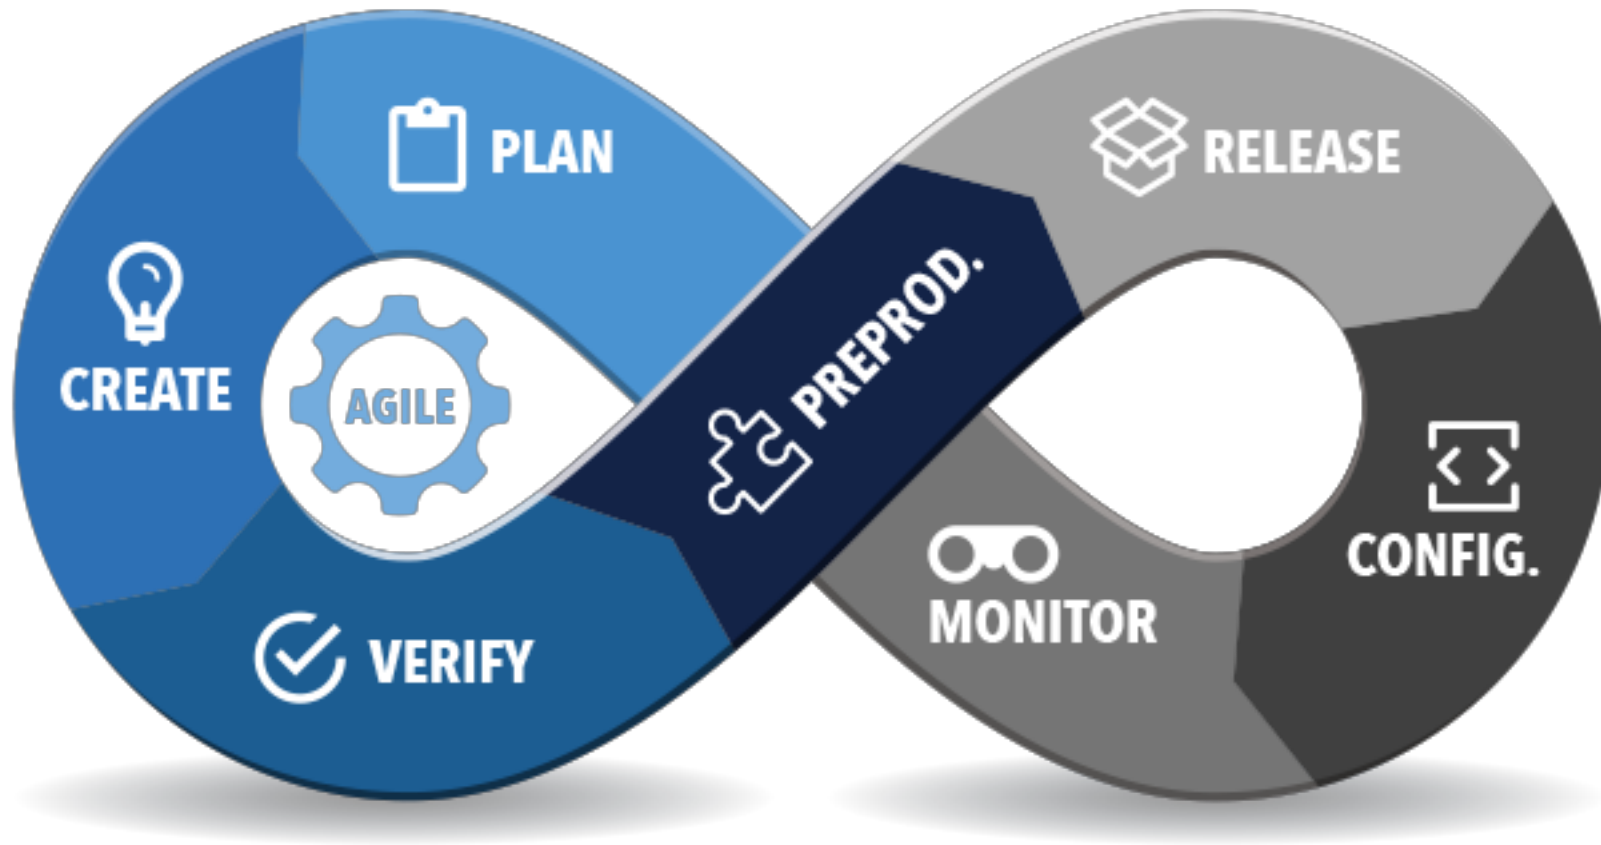 PLAN
CREATE
AGILE
VERIFY
PREPROD.
RELEASE
CONFIG.
MONITOR